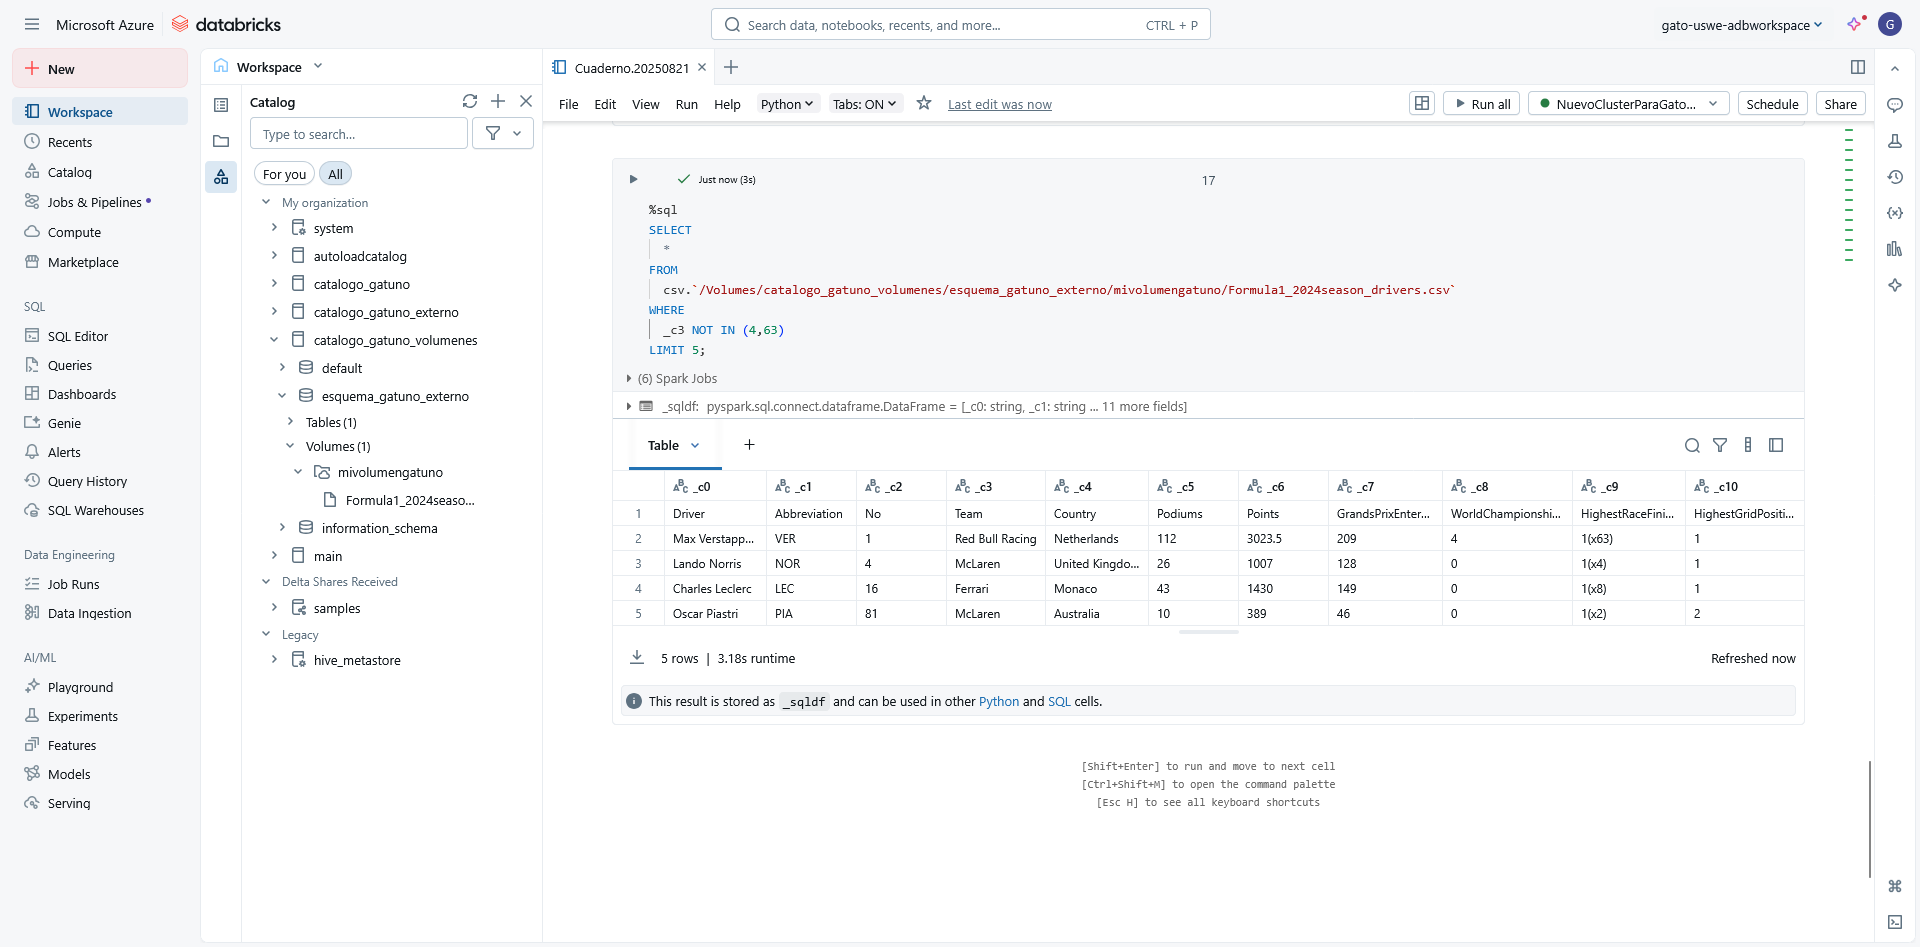 Microsoft Azure
databricks
Search data, notebooks, recents, and more...
CTRL + P
gato-uswe-adbworkspace
G
New
Workspace
Recents
Catalog
Jobs & Pipelines
Compute
Marketplace
SQL
SQL Editor
Queries
Dashboards
Genie
Alerts
Query History
SQL Warehouses
Data Engineering
Job Runs
Data Ingestion
AI/ML
Playground
Experiments
Features
Models
Serving
Workspace
Catalog
Type to search...
For you
All
My organization
system
autoloadcatalog
catalogo_gatuno
catalogo_gatuno_externo
catalogo_gatuno_volumenes
default
esquema_gatuno_externo
Tables (1)
Volumes (1)
mivolumengatuno
Formula1_2024seaso...
information_schema
main
Delta Shares Received
samples
Legacy
hive_metastore
Cuaderno.20250821
File Edit View Run Help Python Tabs: ON Last edit was now
Run all
NuevoClusterParaGato...
Schedule
Share
Just now (3s)
17
%sql
SELECT
*
FROM
csv.`/Volumes/catalogo_gatuno_volumenes/esquema_gatuno_externo/mivolumengatuno/Formula1_2024season_drivers.csv`
WHERE
_c3 NOT IN (4,63)
LIMIT 5;
(6) Spark Jobs
_sqldf: pyspark.sql.connect.dataframe.DataFrame = [_c0: string, _c1: string ... 11 more fields]
Table +
ABC _c0 ABC _c1 ABC _c2 ABC _c3 ABC _c4 ABC _c5 ABC _c6 ABC _c7 ABC _c8 ABC _c9 ABC _c10
1 Driver Abbreviation No Team Country Podiums Points GrandsPrixEnter... WorldChampionshi... HighestRaceFini... HighestGridPositi...
2 Max Verstapp... VER 1 Red Bull Racing Netherlands 112 3023.5 209 4 1(x63) 1
3 Lando Norris NOR 4 McLaren United Kingdo... 26 1007 128 0 1(x4) 1
4 Charles Leclerc LEC 16 Ferrari Monaco 43 1430 149 0 1(x8) 1
5 Oscar Piastri PIA 81 McLaren Australia 10 389 46 0 1(x2) 2
5 rows | 3.18s runtime
Refreshed now
This result is stored as _sqldf and can be used in other Python and SQL cells.
[Shift+Enter] to run and move to next cell
[Ctrl+Shift+M] to open the command palette
[Esc H] to see all keyboard shortcuts